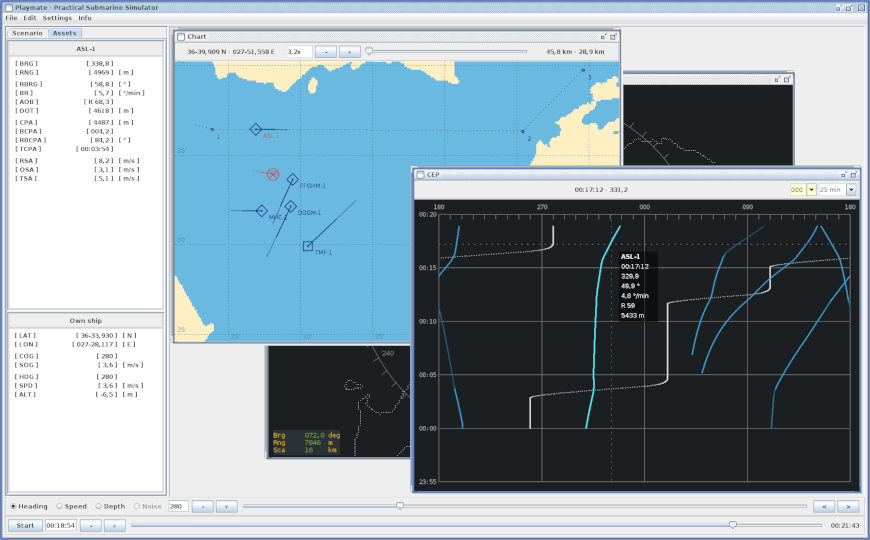 Playmate · Practical Submarine Simulator
File Edit Settings Info
Scenario Assets
ASL-1
[ BRG ] [ 338,8 ]
[ RNG ] [ 4969 ] [ m ]
[ RBRG ] [ 58,8 ] [ ° ]
[ BR ] [ 5,7 ] [ °/min ]
[ AOB ] [ R 68,3 ]
[ DOT ] [ 4618 ] [ m ]
[ CPA ] [ 4487 ] [ m ]
[ BCPA ] [ 004,2 ]
[ RBCPA ] [ 84,2 ] [ ° ]
[ TCPA ] [ 00:03:54 ]
[ RSA ] [ 8,2 ] [ m/s ]
[ OSA ] [ 3,1 ] [ m/s ]
[ TSA ] [ 5,1 ] [ m/s ]
Own ship
[ LAT ] [ 36-33,930 ] [ N ]
[ LON ] [ 027-28,117 ] [ E ]
[ COG ] [ 280 ]
[ SOG ] [ 3,6 ] [ m/s ]
[ HDG ] [ 280 ]
[ SPD ] [ 3,6 ] [ m/s ]
[ ALT ] [ -6,5 ] [ m ]
Chart
36-39,909 N - 027-51,558 E 3,2x - + 45,8 km - 28,9 km
3
1 ASL-1 2
35'
FFGHM-1
MHC-1 DDGM-1
30'
TMF-1
25'
25' 30'
240
Brg 072,0 deg
Rng 7846 m
Sca 16 km
CEP
00:17:12 - 331,2 000 25 min
180 270 000 090 180
00:20
ASL-1
00:17:12
329,9
49,9 °
4,8 °/min
R 59
5433 m
00:15
00:10
00:05
00:00
23:55
Heading Speed Depth Noise 280 - + < >
Start 00:18:54 - + 00:21:43